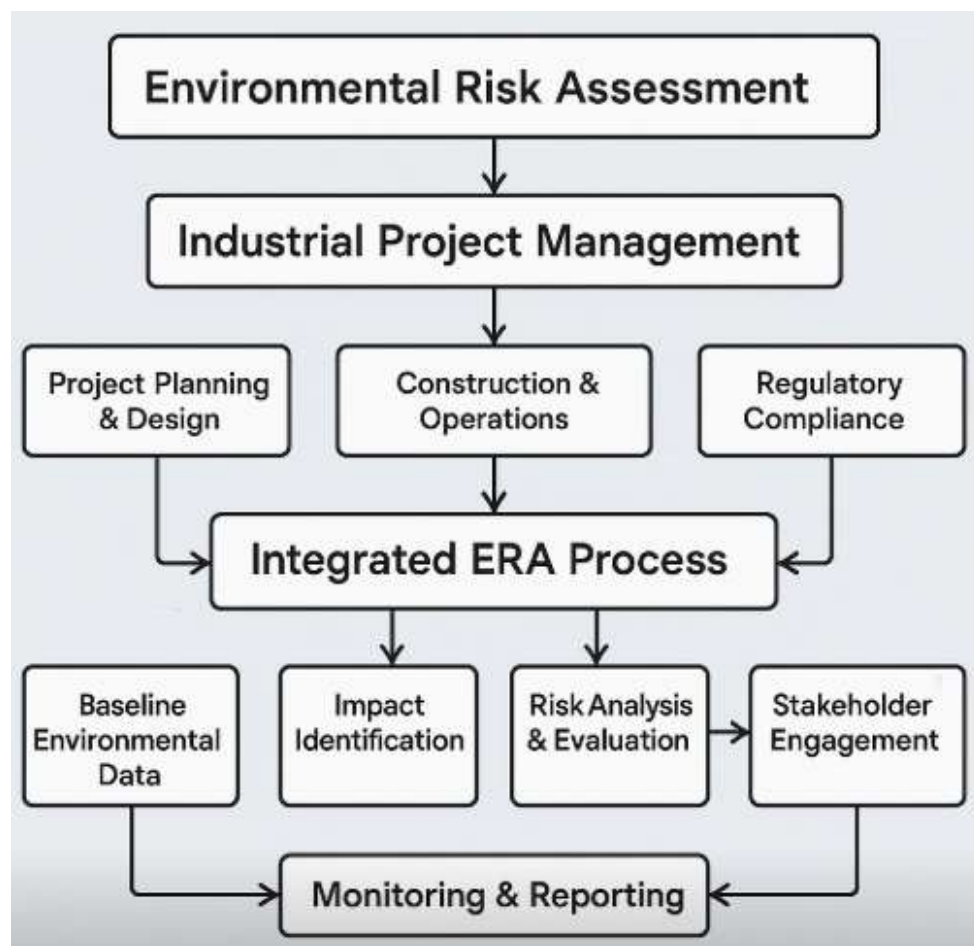 Environmental Risk Assessment
Industrial Project Management
Project Planning
& Design
Construction &
Operations
Regulatory
Compliance
Integrated ERA Process
Baseline
Environmental
Data
Impact
Identification
Risk Analysis
& Evaluation
Stakeholder
Engagement
Monitoring & Reporting